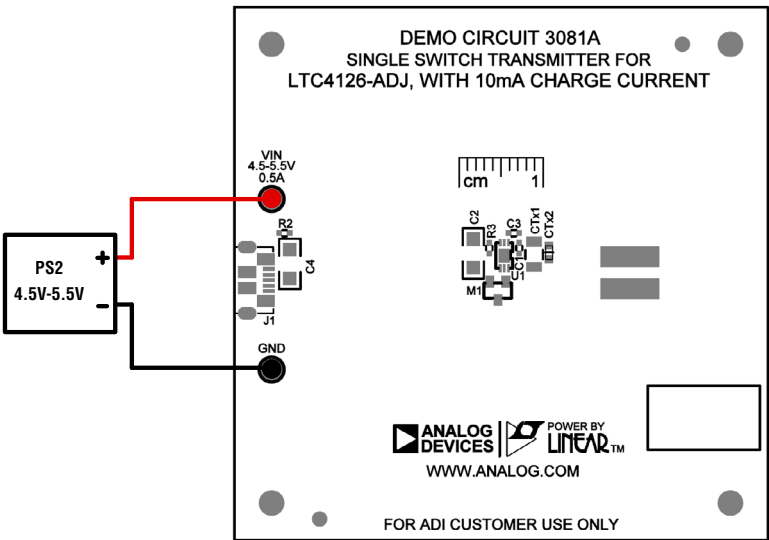 DEMO CIRCUIT 3081A
SINGLE SWITCH TRANSMITTER FOR
LTC4126-ADJ, WITH 10mA CHARGE CURRENT
VIN
4.5-5.5V
0.5A
cm 1
PS2
4.5V-5.5V
+
–
R2
C4
J1
GND
C2
R3
C3
CTx1
CTx2
C1
U1
M1
ANALOG
DEVICES
POWER BY
LINEAR TM
WWW.ANALOG.COM
FOR ADI CUSTOMER USE ONLY